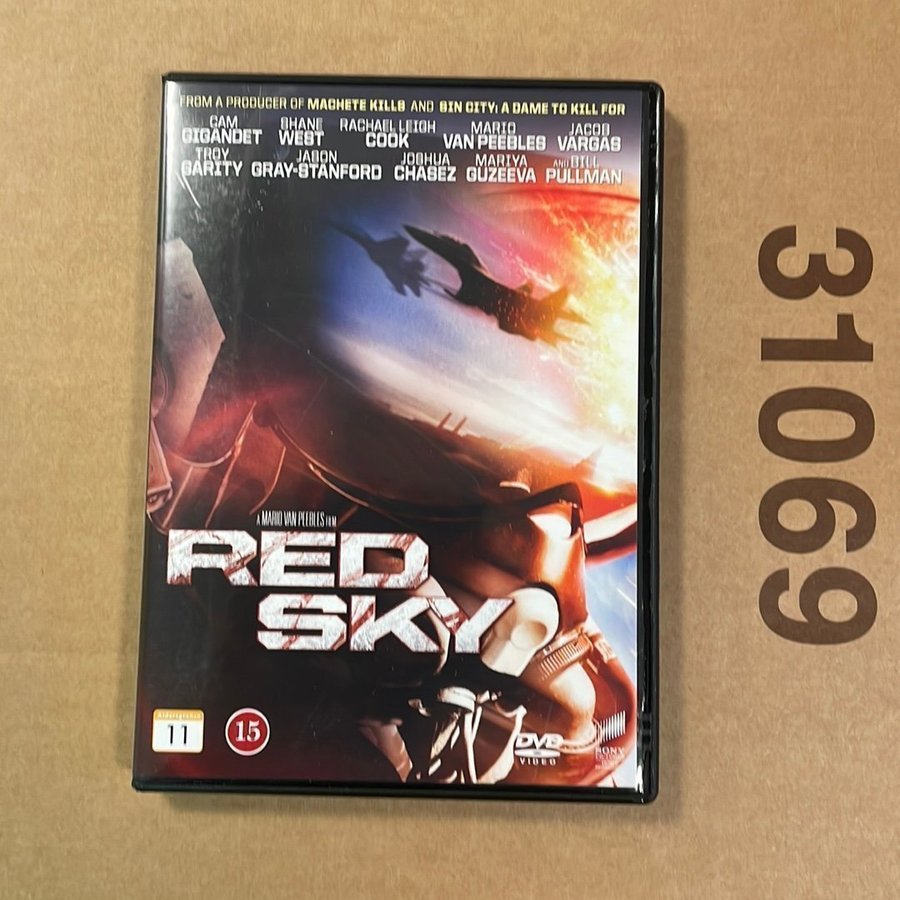 FROM A PRODUCER OF MACHETE KILLS AND SIN CITY: A DAME TO KILL FOR
CAM GIGANDET SHANE WEST RACHAEL LEIGH COOK MARIO VAN PEEBLES JACOB VARGAS
TROY GARITY JASON GRAY-STANFORD JOSHUA CHASEZ MARIYA GUZEEVA AND BILL PULLMAN
A MARIO VAN PEEBLES FILM
RED
SKY
Aldersgrense
11
15
DVD
VIDEO
SONY
31069